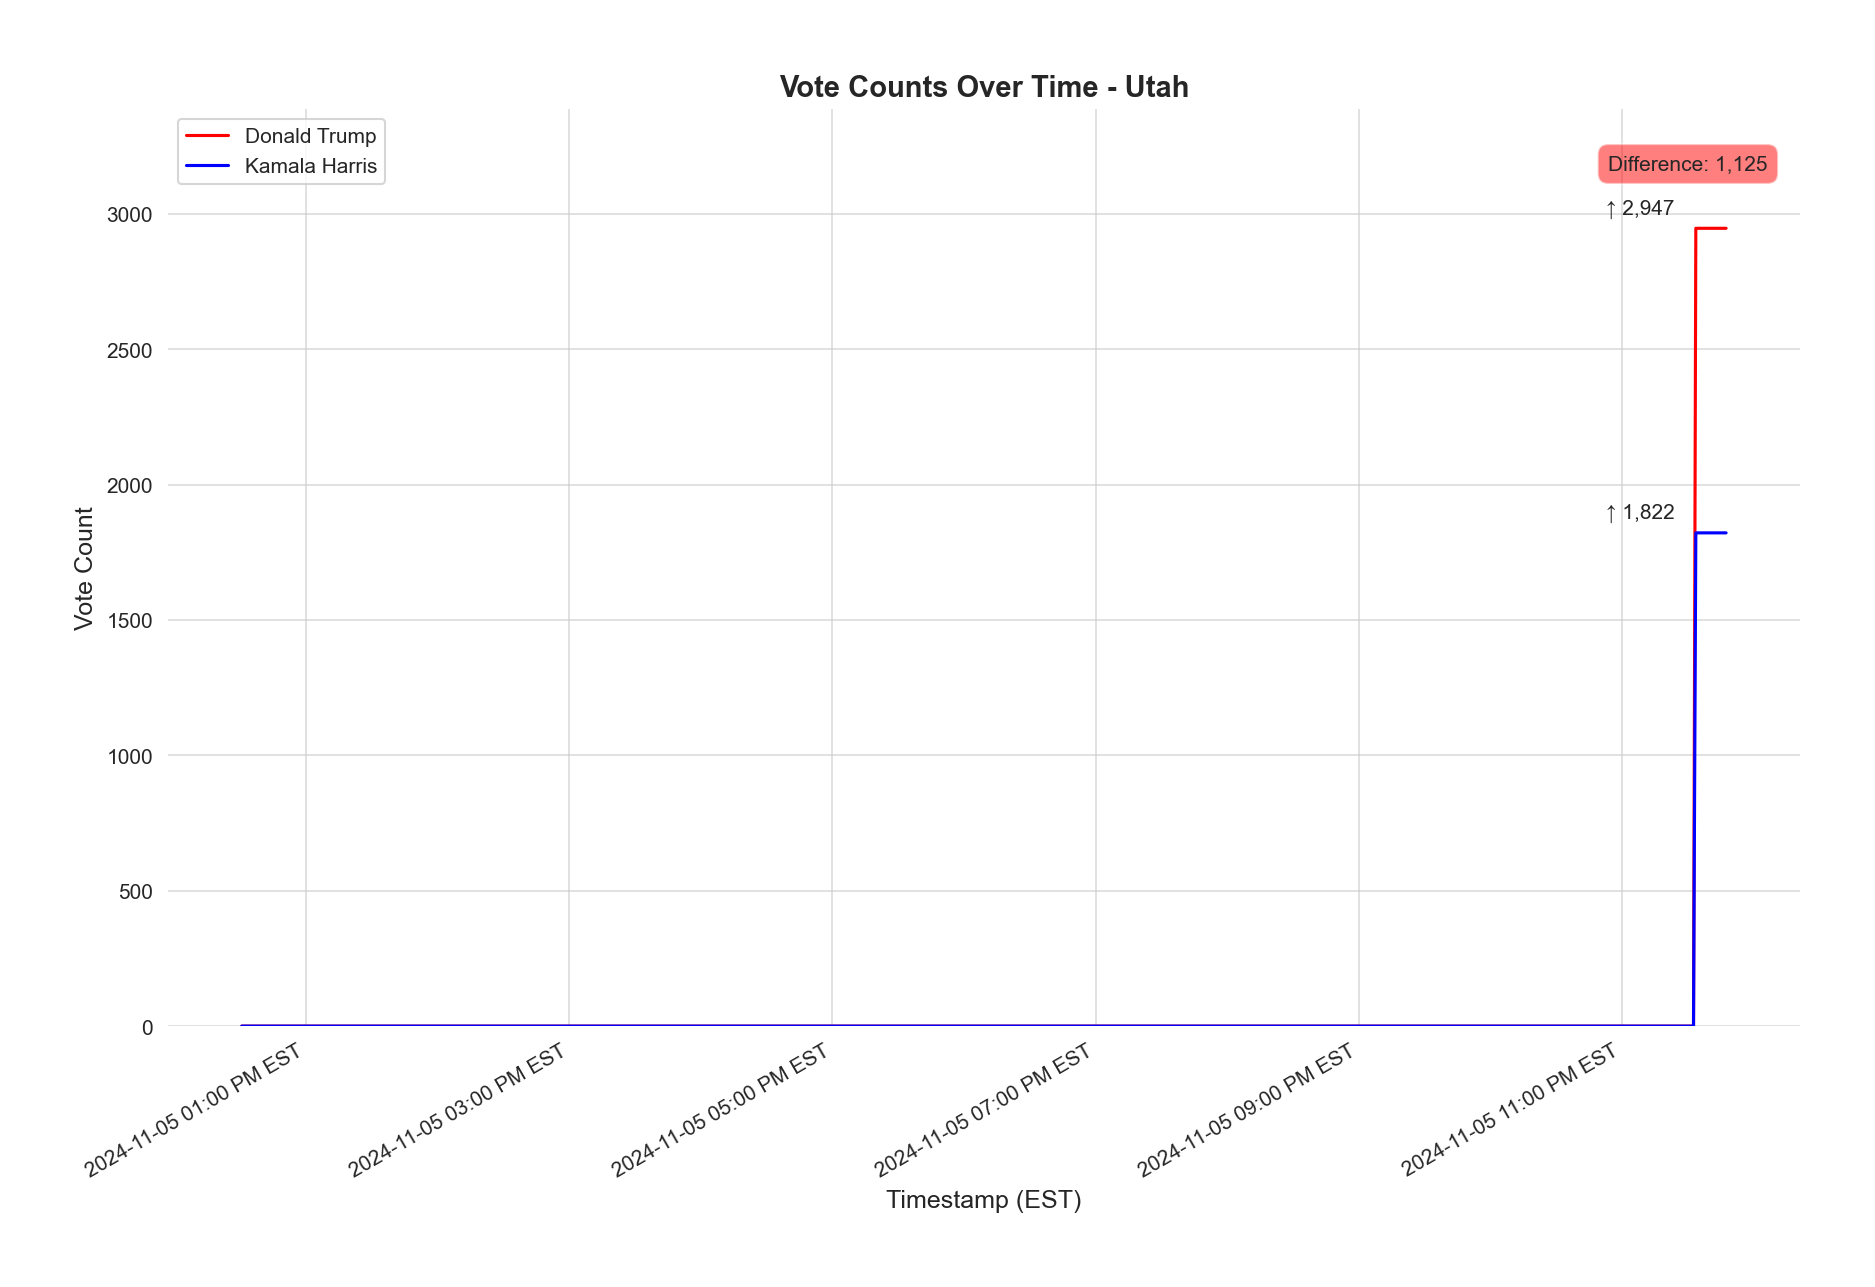 Vote Counts Over Time - Utah
Donald Trump
Kamala Harris
Difference: 1,125
↑ 2,947
↑ 1,822
Vote Count
3000
2500
2000
1500
1000
500
0
2024-11-05 01:00 PM EST
2024-11-05 03:00 PM EST
2024-11-05 05:00 PM EST
2024-11-05 07:00 PM EST
2024-11-05 09:00 PM EST
2024-11-05 11:00 PM EST
Timestamp (EST)